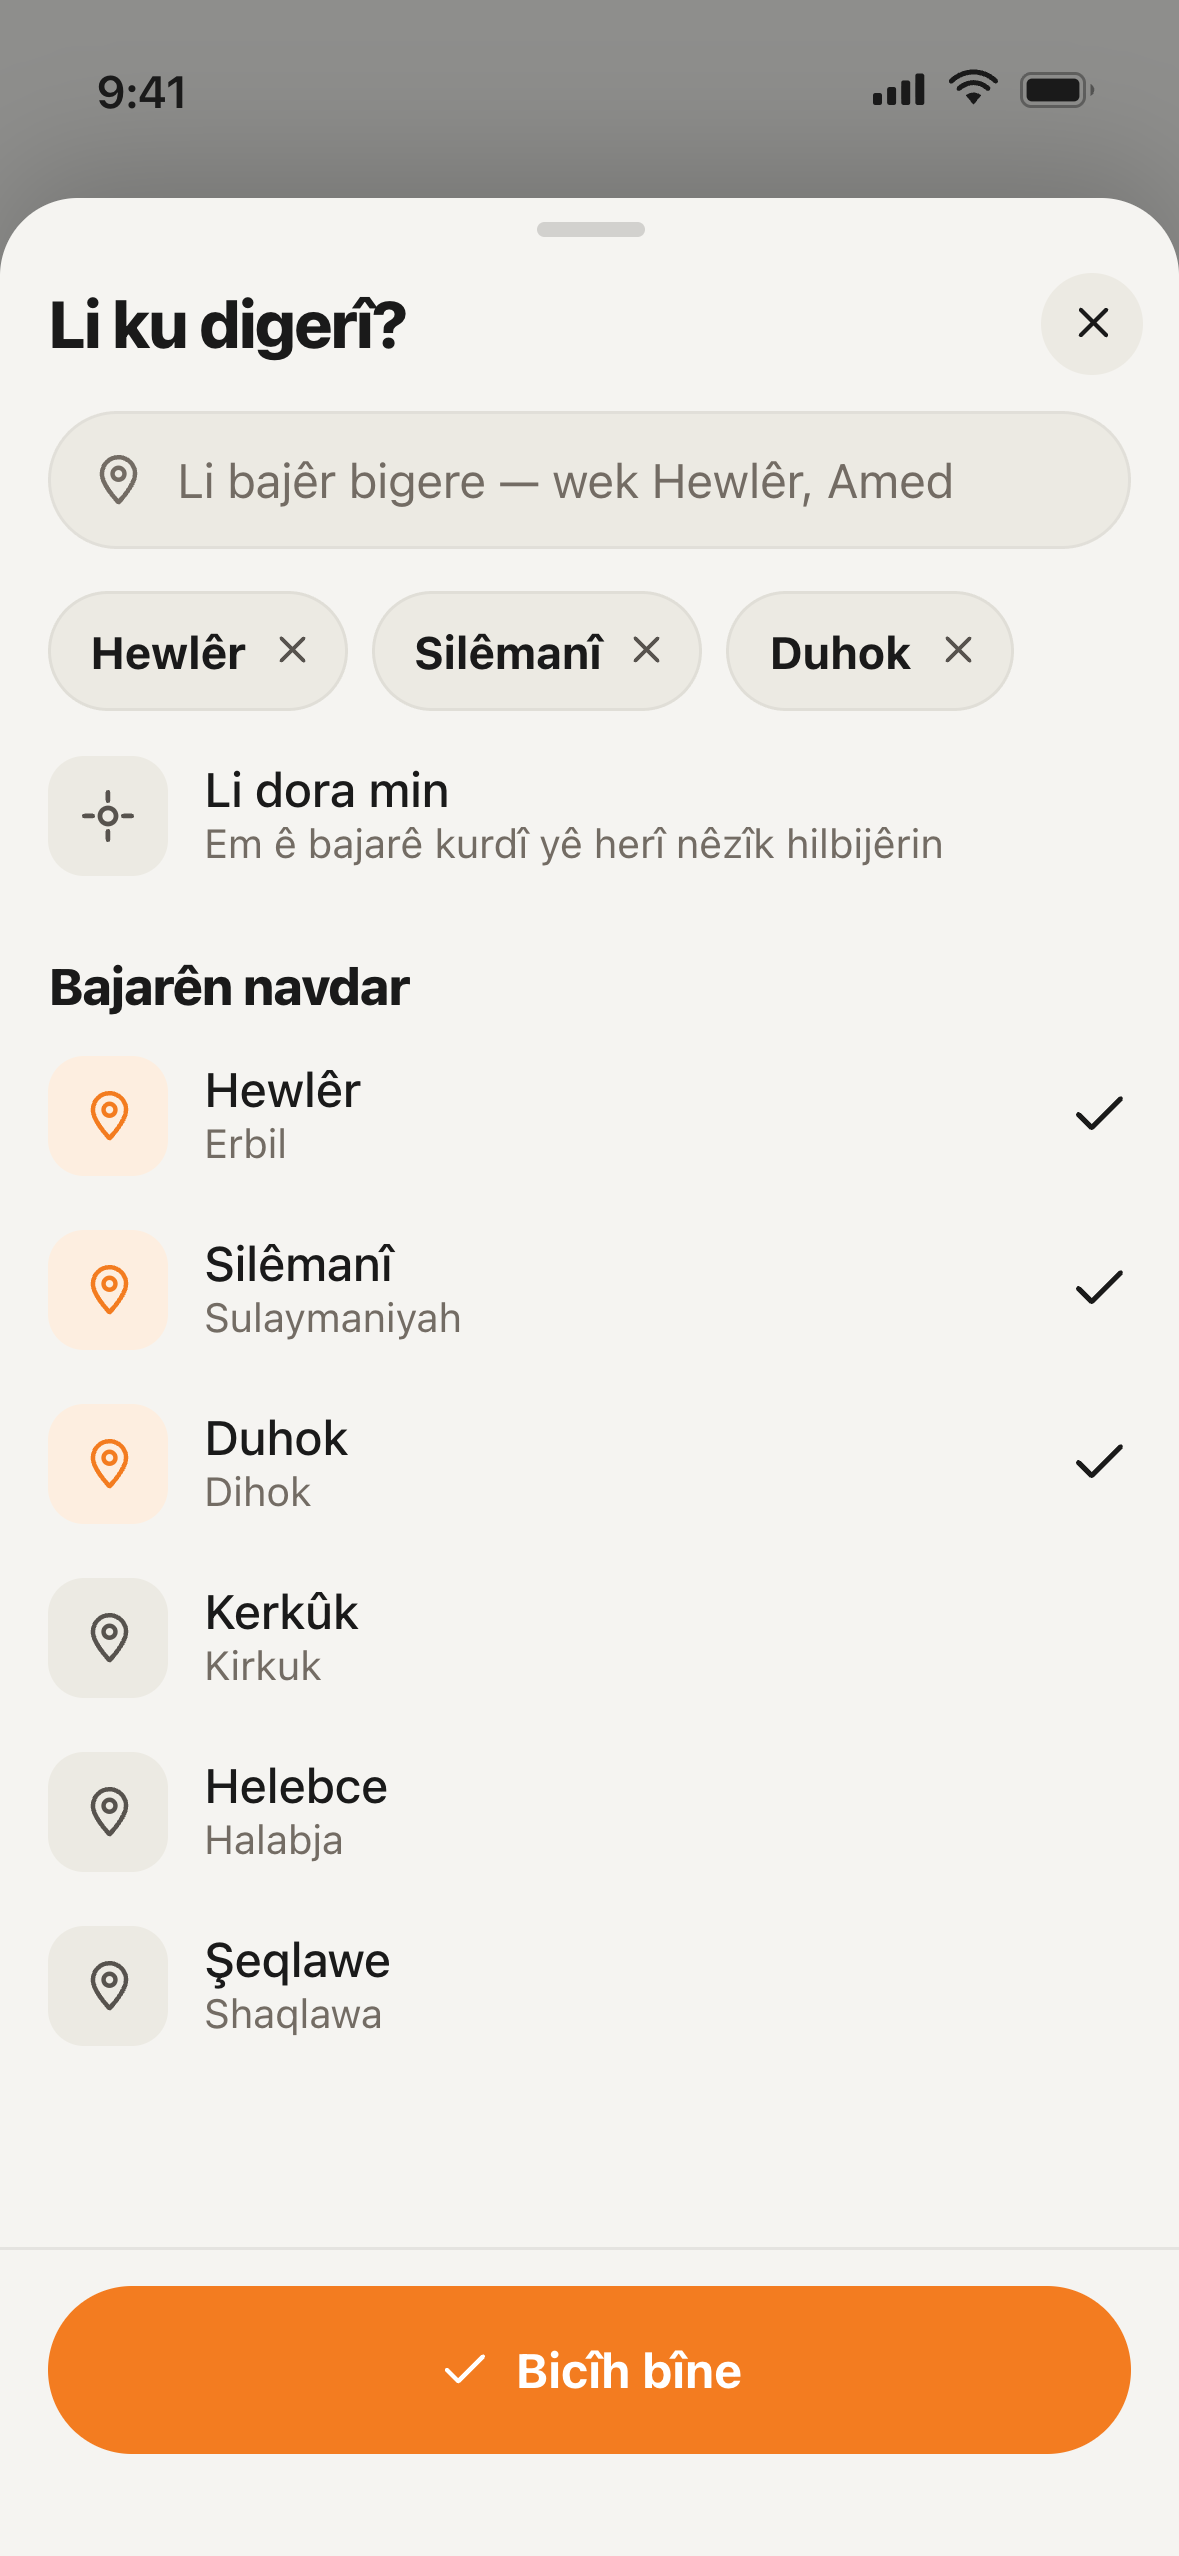 9:41
Li ku digerî?
Li bajêr bigere — wek Hewlêr, Amed
Hewlêr
Silêmanî
Duhok
Li dora min
Em ê bajarê kurdî yê herî nêzîk hilbijêrin
Bajarên navdar
Hewlêr
Erbil
Silêmanî
Sulaymaniyah
Duhok
Dihok
Kerkûk
Kirkuk
Helebce
Halabja
Şeqlawe
Shaqlawa
Bicîh bîne